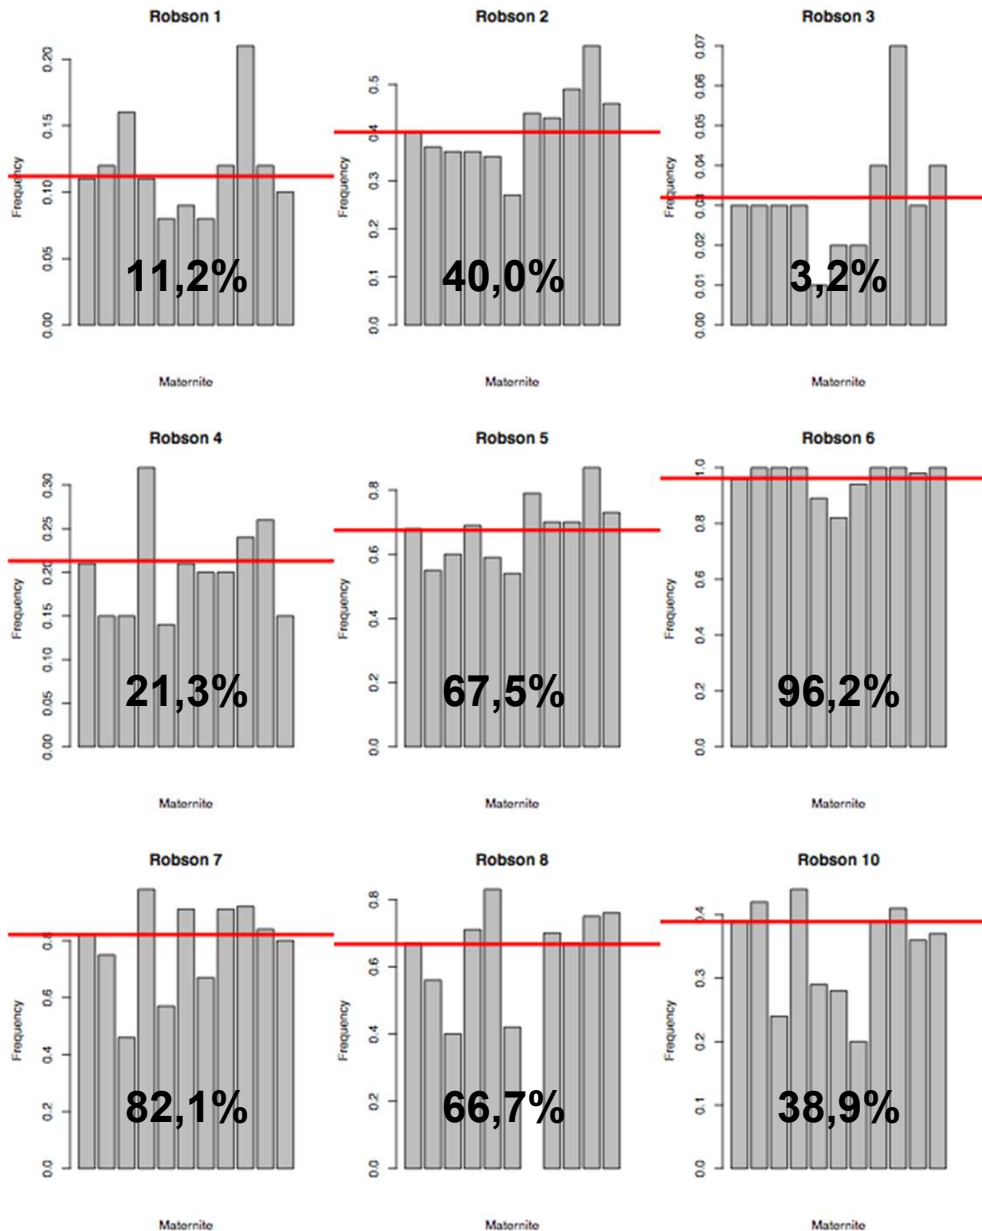 Robson 1
Frequency
0.00 0.05 0.10 0.15 0.20
11,2%
Maternite
Robson 2
Frequency
0.0 0.1 0.2 0.3 0.4 0.5
40,0%
Maternite
Robson 3
Frequency
0.00 0.01 0.02 0.03 0.04 0.05 0.06 0.07
3,2%
Maternite
Robson 4
Frequency
0.00 0.05 0.10 0.15 0.20 0.25 0.30
21,3%
Maternite
Robson 5
Frequency
0.0 0.2 0.4 0.6 0.8
67,5%
Maternite
Robson 6
Frequency
0.0 0.2 0.4 0.6 0.8 1.0
96,2%
Maternite
Robson 7
Frequency
0.0 0.2 0.4 0.6 0.8
82,1%
Maternite
Robson 8
Frequency
0.0 0.2 0.4 0.6 0.8
66,7%
Maternite
Robson 10
Frequency
0.0 0.1 0.2 0.3 0.4
38,9%
Maternite